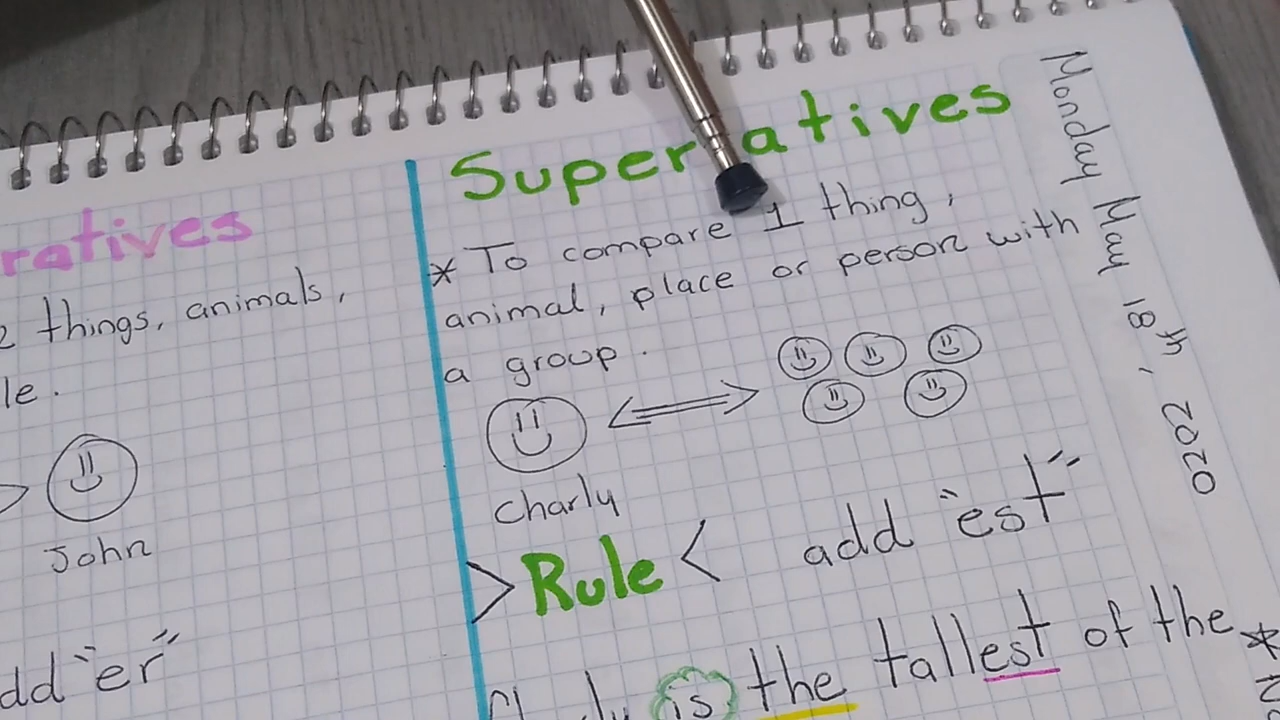 ratives
2 things, animals,
le.
John
dd "er"
Superatives
* To compare 1 thing,
animal, place or person with
a group.
Charly
>Rule< add "est"
is the tallest of the
Monday May 18th, 2020